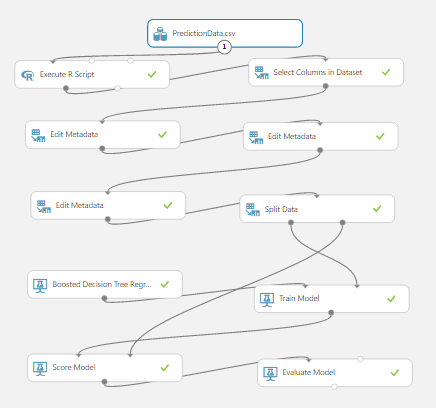 PredictionData.csv
1
Execute R Script
Select Columns in Dataset
Edit Metadata
Edit Metadata
Edit Metadata
Split Data
Boosted Decision Tree Regr...
Train Model
Score Model
Evaluate Model